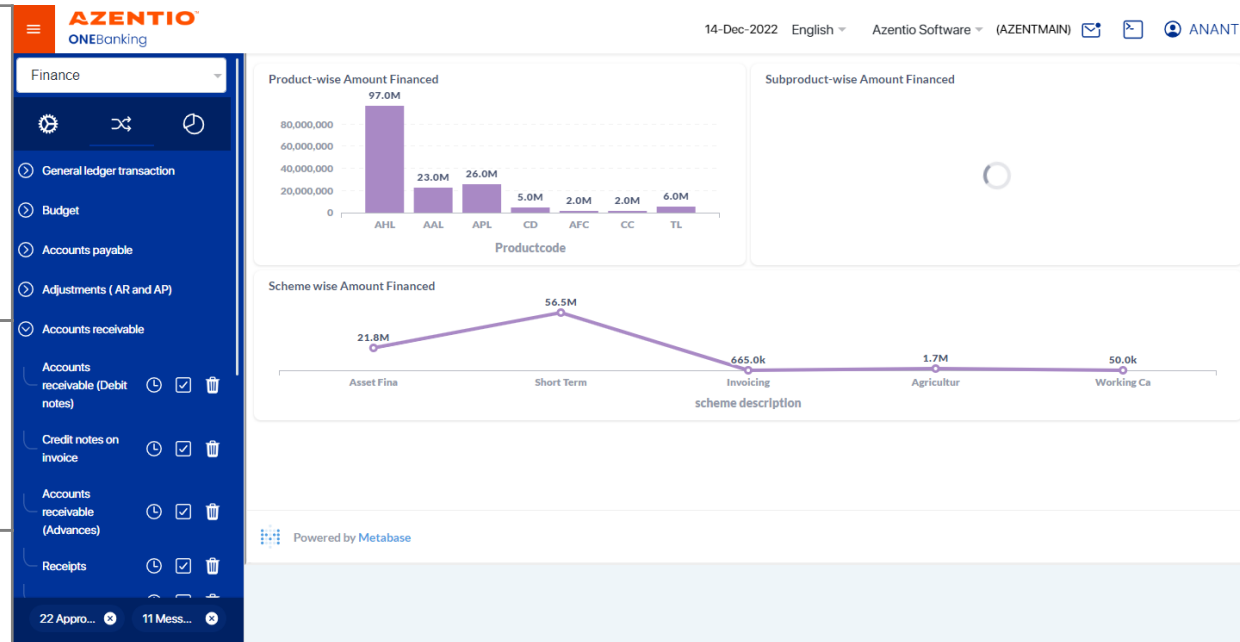 AZENTIO™
ONEBanking
14-Dec-2022 English Azentio Software (AZENTMAIN) ANANT
Finance
General ledger transaction
Budget
Accounts payable
Adjustments ( AR and AP)
Accounts receivable
Accounts
receivable (Debit
notes)
Credit notes on
invoice
Accounts
receivable
(Advances)
Receipts
22 Appro... 11 Mess...
Product-wise Amount Financed
97.0M
80,000,000
60,000,000
40,000,000
20,000,000
0
23.0M 26.0M 5.0M 2.0M 2.0M 6.0M
AHL AAL APL CD AFC CC TL
Productcode
Subproduct-wise Amount Financed
Scheme wise Amount Financed
21.8M 56.5M 665.0k 1.7M 50.0k
Asset Fina Short Term Invoicing Agricultur Working Ca
scheme description
Powered by Metabase